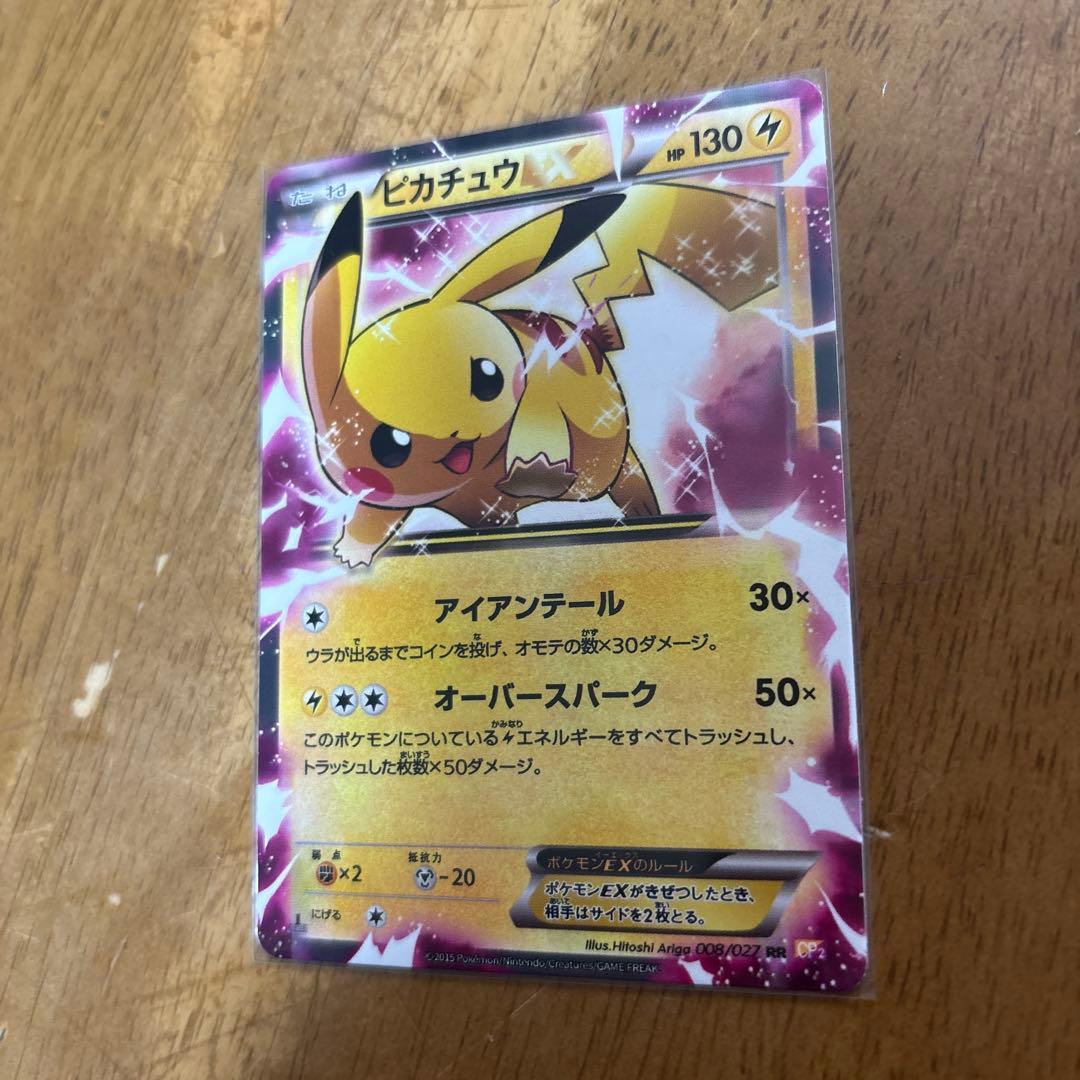 たね ピカチュウEX HP 130
アイアンテール 30×
ウラが出るまでコインを投げ、オモテの数×30ダメージ。
オーバースパーク 50×
このポケモンについているエネルギーをすべてトラッシュし、
トラッシュした枚数×50ダメージ。
弱点 ×2 抵抗力 -20
にげる
ポケモンEXのルール
ポケモンEXがきぜつしたとき、
相手はサイドを2枚とる。
Illus.Hitoshi Ariga 008/027 RR CP2
©2015 Pokémon/Nintendo/Creatures/GAME FREAK.